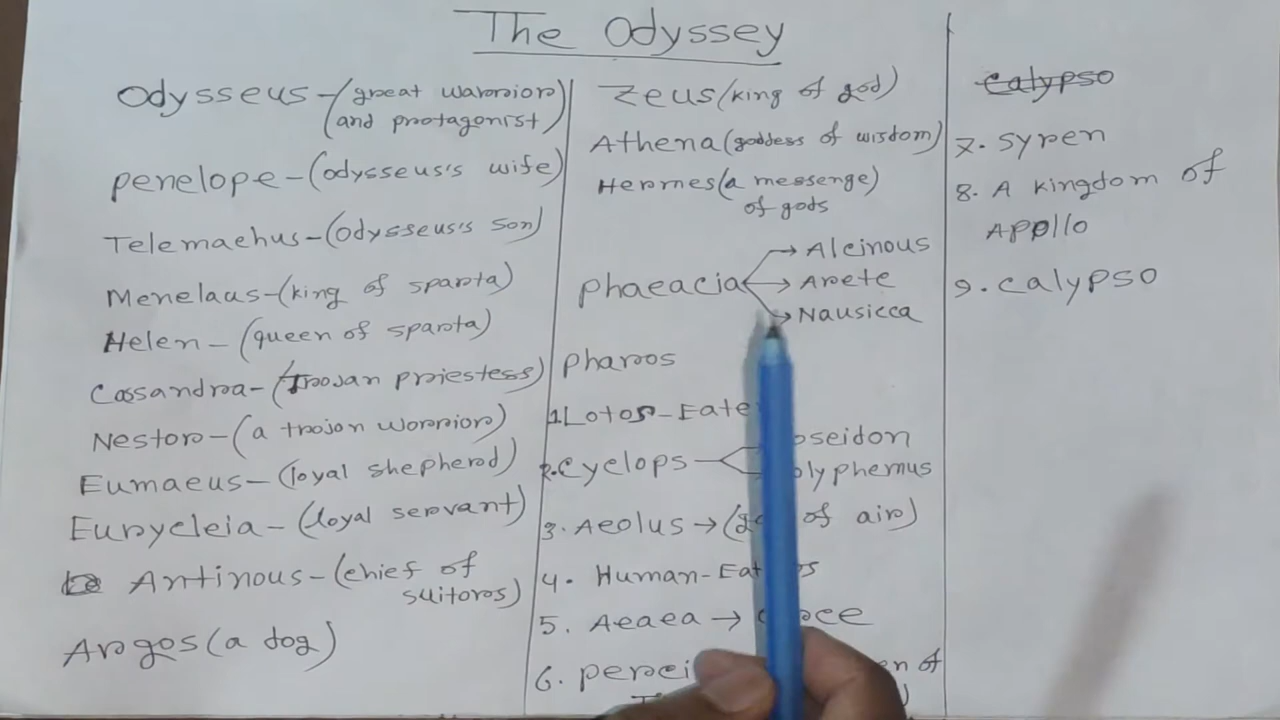 The Odyssey
Odysseus-(great warrior
and protagonist)
Penelope-(odysseus's wife)
Telemachus-(Odysseus's son)
Menelaus-(king of sparta)
Helen-(queen of sparta)
Cassandra-(Trojan priestess)
Nestor-(a trojan worrior)
Eumaeus-(loyal shepherd)
Eurycleia-(loyal servant)
Antinous-(chief of
suitors)
Argos(a dog)
Zeus(king of god)
Athena(goddess of wisdom)
Hermes(a messenge)
of gods
Phaeacia → Alcinous
→ Arete
→ Nausicca
Pharos
1. Lotos-Eate
2. Cyclops oseidon
olyphemus
3. Aeolus → of air)
4. Human-Eat s
5. Aeaea →
6. of
Calypso
7. Syren
8. A kingdom of
Apollo
9. Calypso